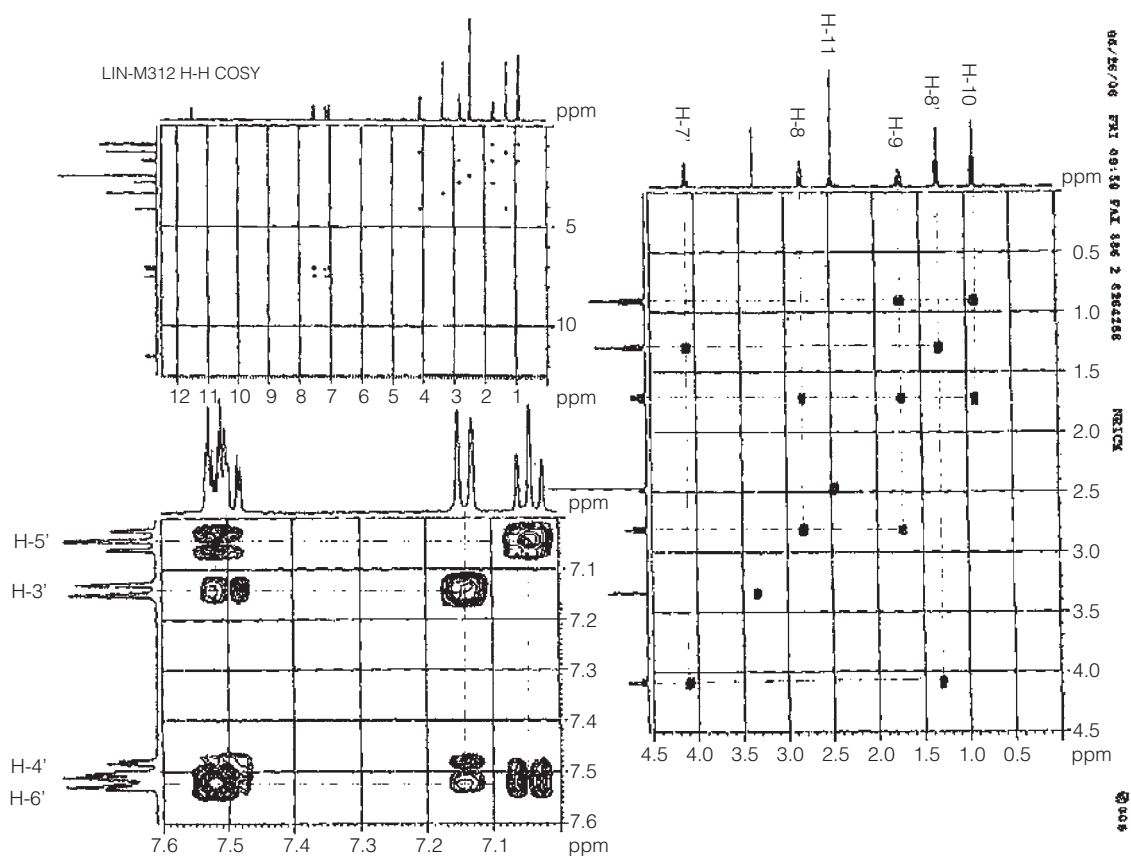 LIN-M312 H-H COSY
ppm
5
10
12 11 10 9 8 7 6 5 4 3 2 1 ppm
H-7' H-8 H-11 H-9 H-8' H-10
ppm
0.5
1.0
1.5
2.0
2.5
3.0
3.5
4.0
4.5
4.5 4.0 3.5 3.0 2.5 2.0 1.5 1.0 0.5 ppm
ppm
H-5'
H-3'
H-4'
H-6'
7.1
7.2
7.3
7.4
7.5
7.6
7.6 7.5 7.4 7.3 7.2 7.1 ppm